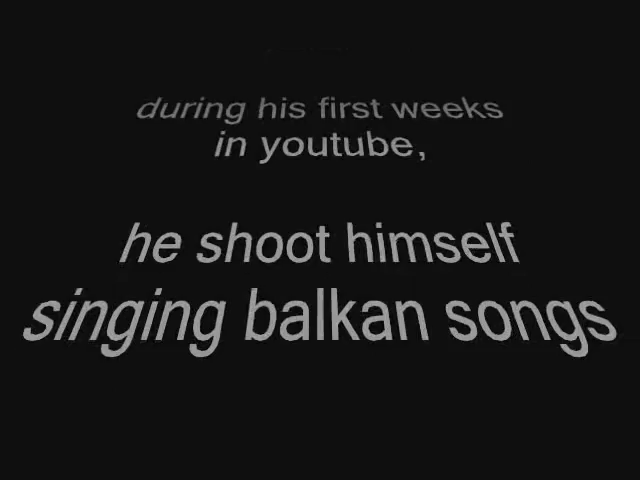 during his first weeks
in youtube,
he shoot himself
singing balkan songs